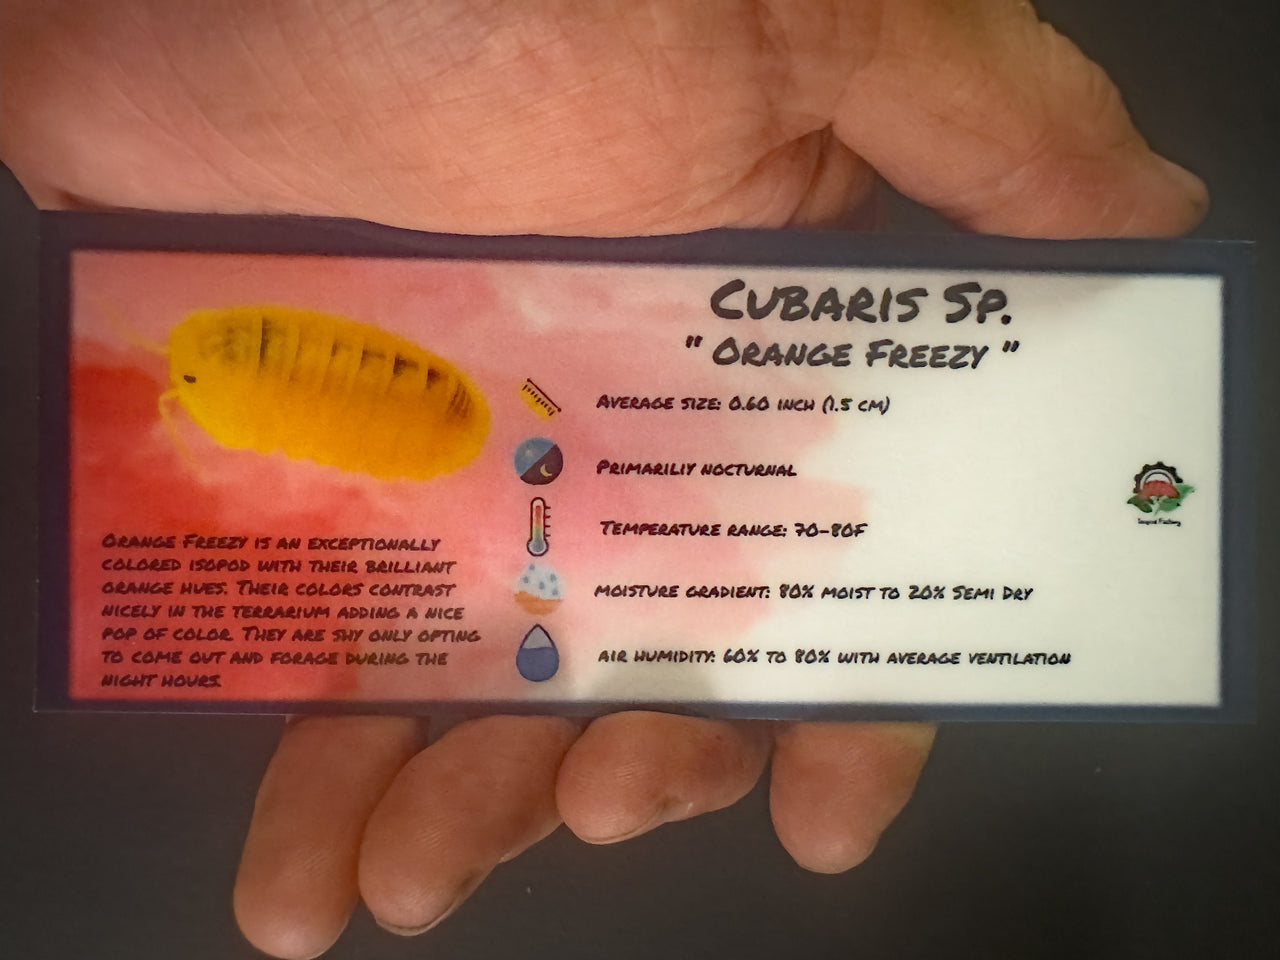 CUBARIS SP.
" ORANGE FREEZY "
AVERAGE SIZE: 0.60 INCH (1.5 CM)
PRIMARILIY NOCTURNAL
TEMPERATURE RANGE: 70-80F
MOISTURE GRADIENT: 80% MOIST TO 20% SEMI DRY
AIR HUMIDITY: 60% TO 80% WITH AVERAGE VENTILATION
ORANGE FREEZY IS AN EXCEPTIONALLY
COLORED ISOPOD WITH THEIR BRILLIANT
ORANGE HUES. THEIR COLORS CONTRAST
NICELY IN THE TERRARIUM ADDING A NICE
POP OF COLOR. THEY ARE SHY ONLY OPTING
TO COME OUT AND FORAGE DURING THE
NIGHT HOURS.
Isopod Factory